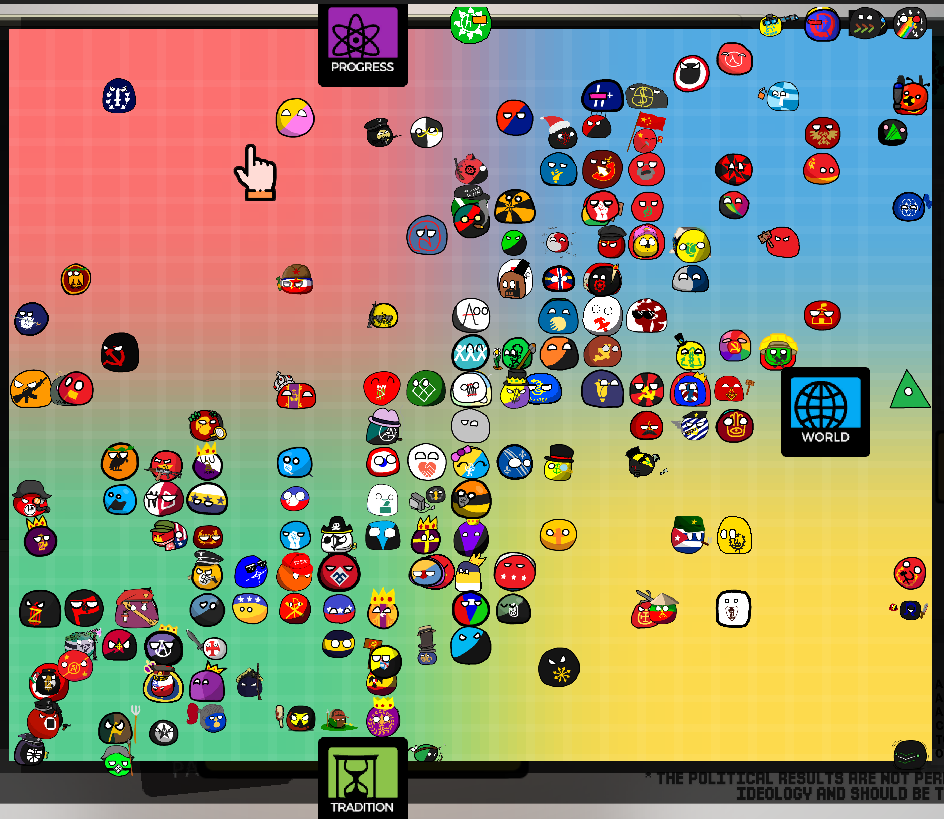 PROGRESS
WORLD
* THE POLITICAL RESULTS ARE NOT PER
IDEOLOGY AND SHOULD BE T
TRADITION